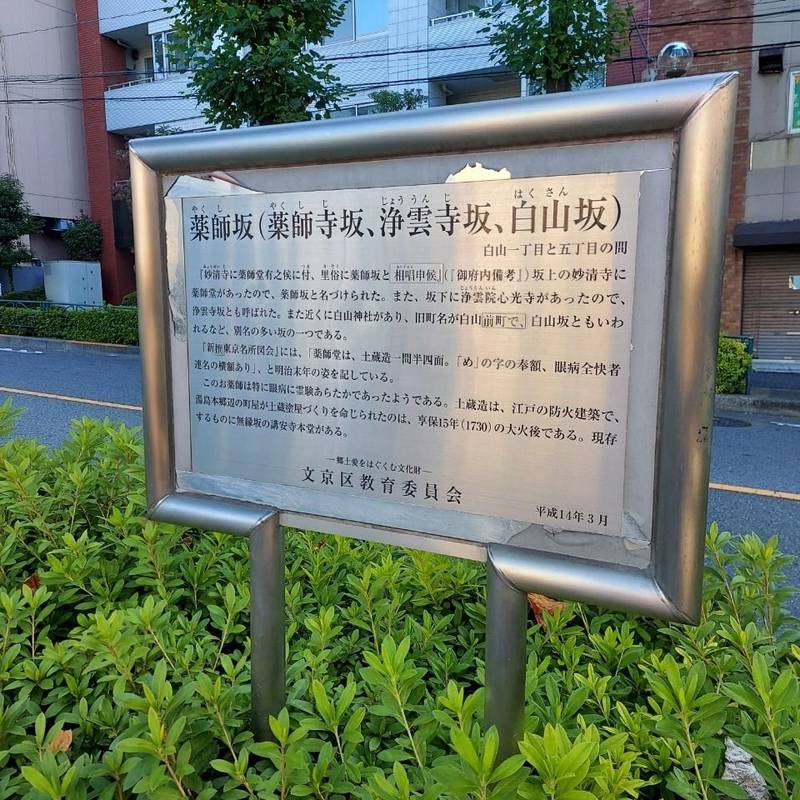 薬師坂（薬師寺坂、浄雲寺坂、白山坂）
白山一丁目と五丁目の間
『妙清寺に薬師堂有之候に付、里俗に薬師坂と相唱申候』（『御府内備考』）坂上の妙清寺に
薬師堂があったので、薬師坂と名づけられた。また、坂下に浄雲院心光寺があったので、
浄雲寺坂とも呼ばれた。また近くに白山神社があり、旧町名が白山前町で、白山坂ともいわ
れるなど、別名の多い坂の一つである。
『新撰東京名所図会』には、「薬師堂は、土蔵造一間半四面。「め」の字の奉額、眼病全快者
連名の横額あり」、と明治末年の姿を記している。
このお薬師は特に眼病に霊験あらたかであったようである。土蔵造は、江戸の防火建築で、
湯島本郷辺の町屋が土蔵塗屋づくりを命じられたのは、享保15年（1730）の大火後である。現存
するものに無縁坂の講安寺本堂がある。
―郷土愛をはぐくむ文化財―
文京区教育委員会
平成14年3月